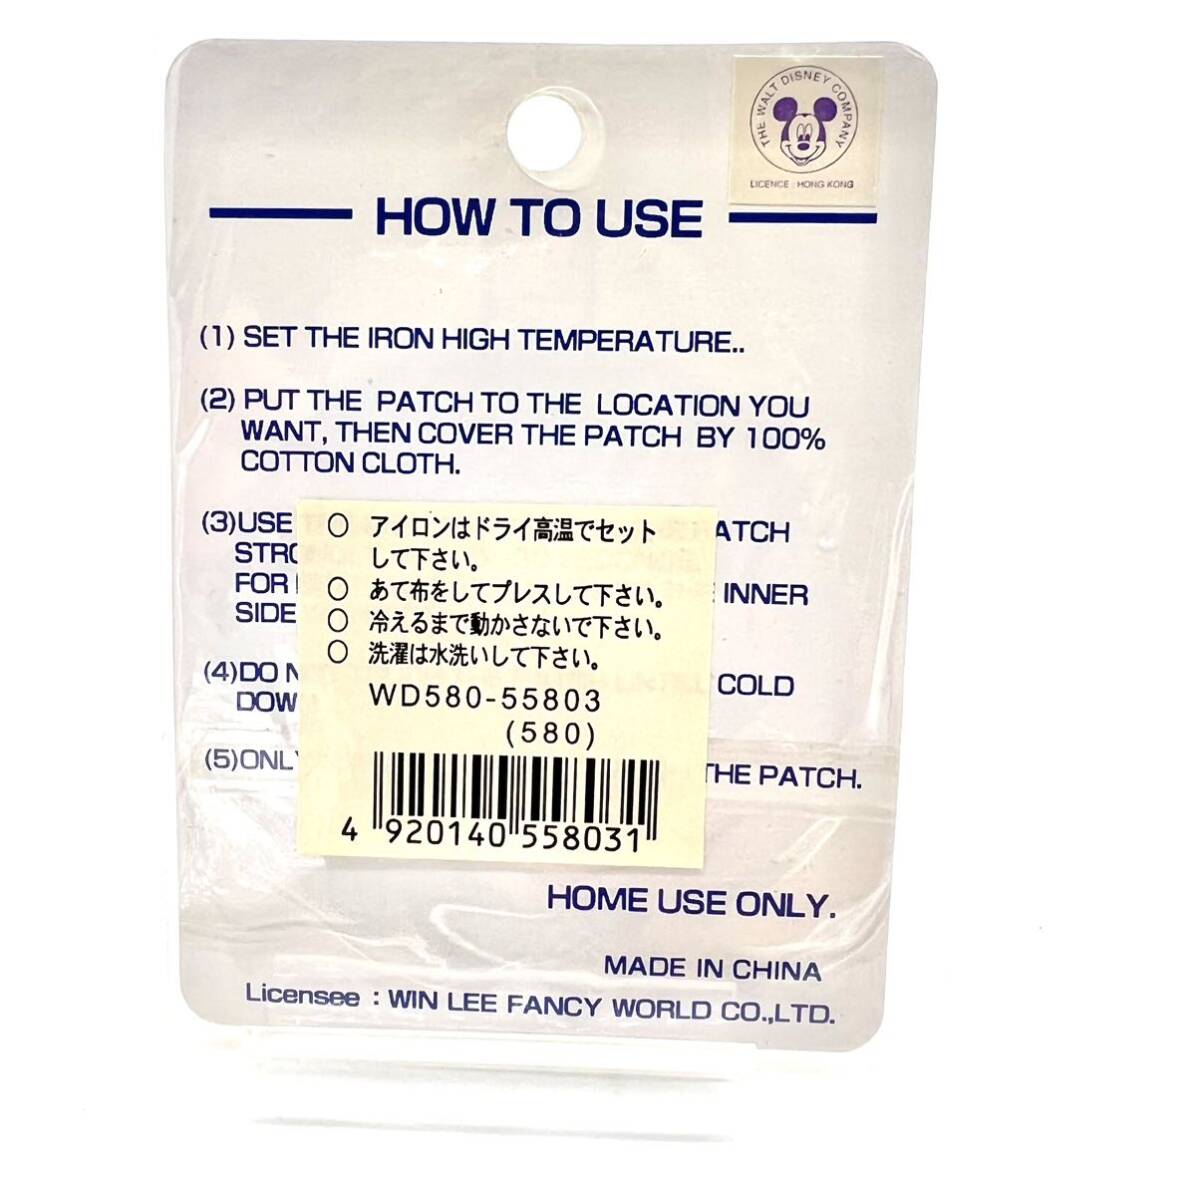 THE WALT DISNEY COMPANY
LICENCE : HONG KONG
HOW TO USE
(1) SET THE IRON HIGH TEMPERATURE..
(2) PUT THE PATCH TO THE LOCATION YOU
WANT, THEN COVER THE PATCH BY 100%
COTTON CLOTH.
(3)USE ATCH
STRO
FOR INNER
SIDE
(4)DO N COLD
DOW
(5)ONLY THE PATCH.
○ アイロンはドライ高温でセット
して下さい。
○ あて布をしてプレスして下さい。
○ 冷えるまで動かさないで下さい。
○ 洗濯は水洗いして下さい。
WD580-55803
(580)
4 920140 558031
HOME USE ONLY.
MADE IN CHINA
Licensee : WIN LEE FANCY WORLD CO.,LTD.